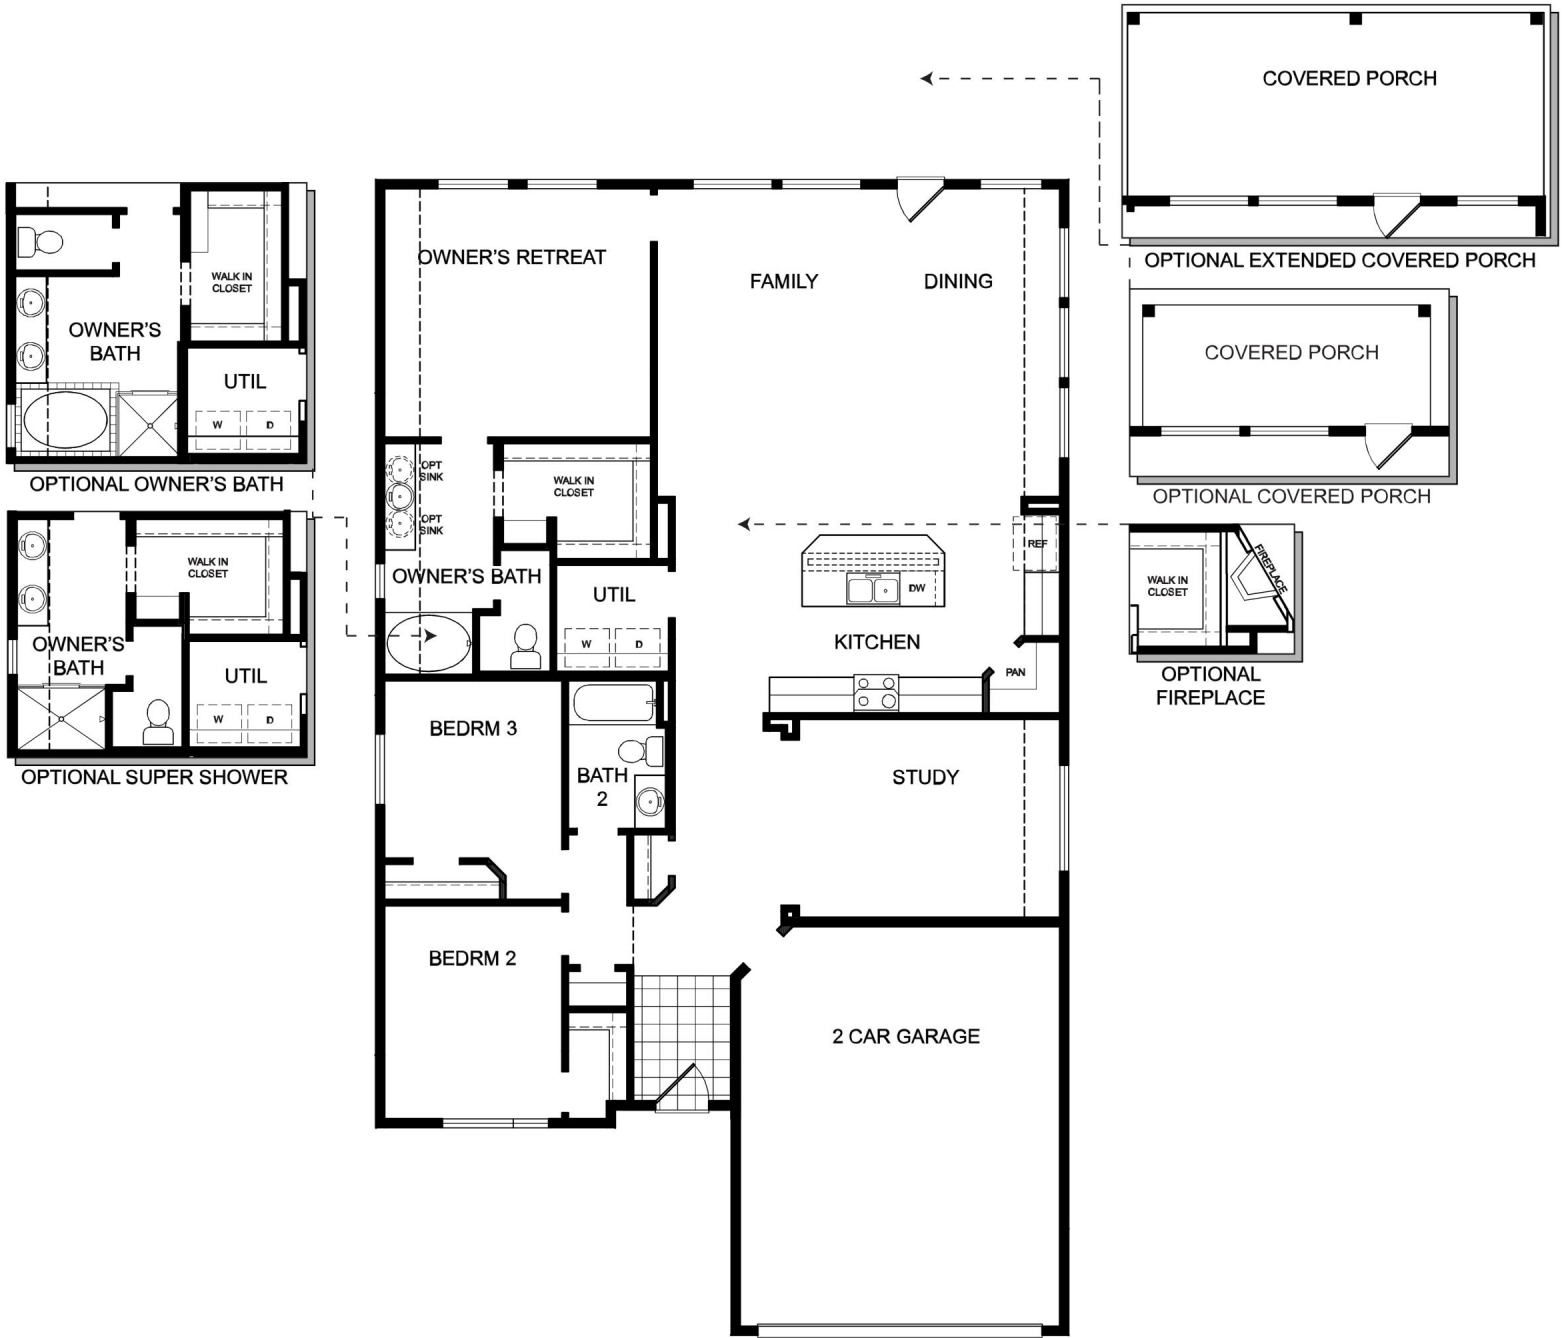 COVERED PORCH
OPTIONAL EXTENDED COVERED PORCH
COVERED PORCH
OPTIONAL COVERED PORCH
WALK IN
CLOSET
FIREPLACE
OPTIONAL
FIREPLACE
WALK IN
CLOSET
OWNER'S
BATH
UTIL
W
D
OPTIONAL OWNER'S BATH
WALK IN
CLOSET
OWNER'S
BATH
UTIL
W
D
OPTIONAL SUPER SHOWER
OWNER'S RETREAT
FAMILY
DINING
OPT
SINK
OPT
SINK
WALK IN
CLOSET
OWNER'S BATH
UTIL
W
D
REF
DW
KITCHEN
PAN
BEDRM 3
BATH
2
STUDY
BEDRM 2
2 CAR GARAGE